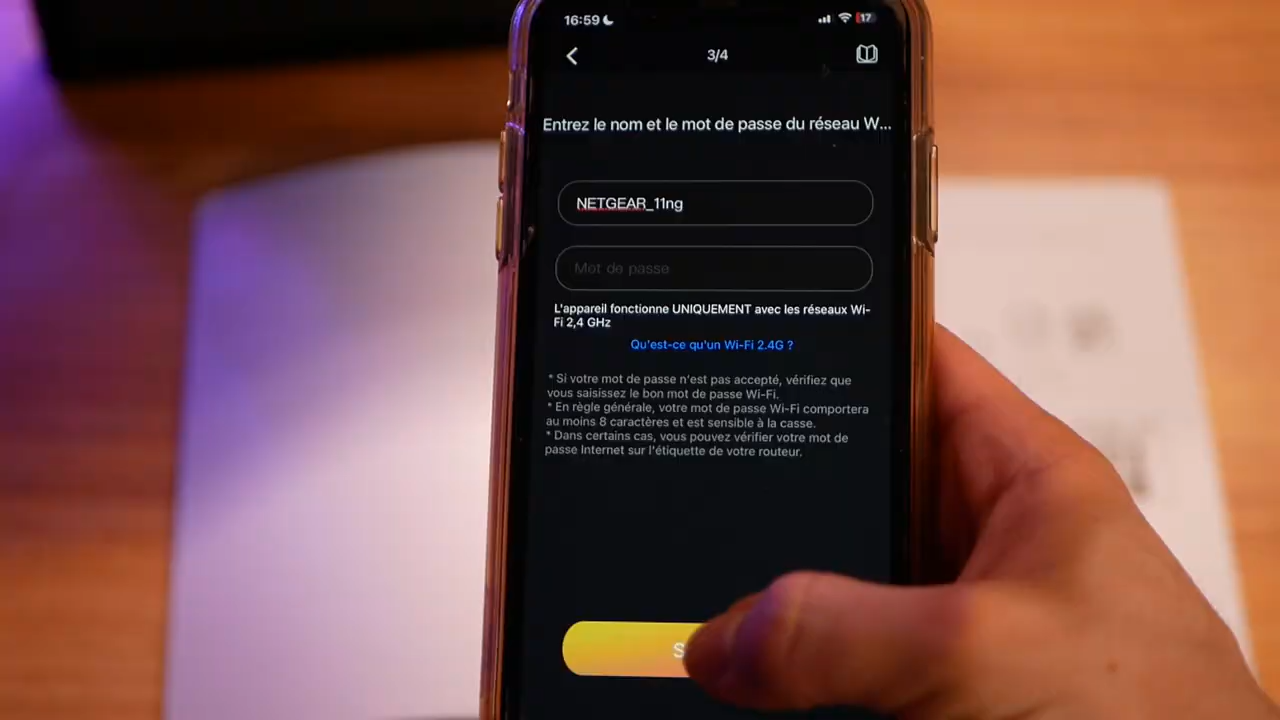 16:59
17
3/4
Entrez le nom et le mot de passe du réseau W...
NETGEAR_11ng
Mot de passe
L'appareil fonctionne UNIQUEMENT avec les réseaux Wi-
Fi 2,4 GHz
Qu'est-ce qu'un Wi-Fi 2.4G ?
* Si votre mot de passe n'est pas accepté, vérifiez que
vous saisissez le bon mot de passe Wi-Fi.
* En règle générale, votre mot de passe Wi-Fi comportera
au moins 8 caractères et est sensible à la casse.
* Dans certains cas, vous pouvez vérifier votre mot de
passe Internet sur l'étiquette de votre routeur.